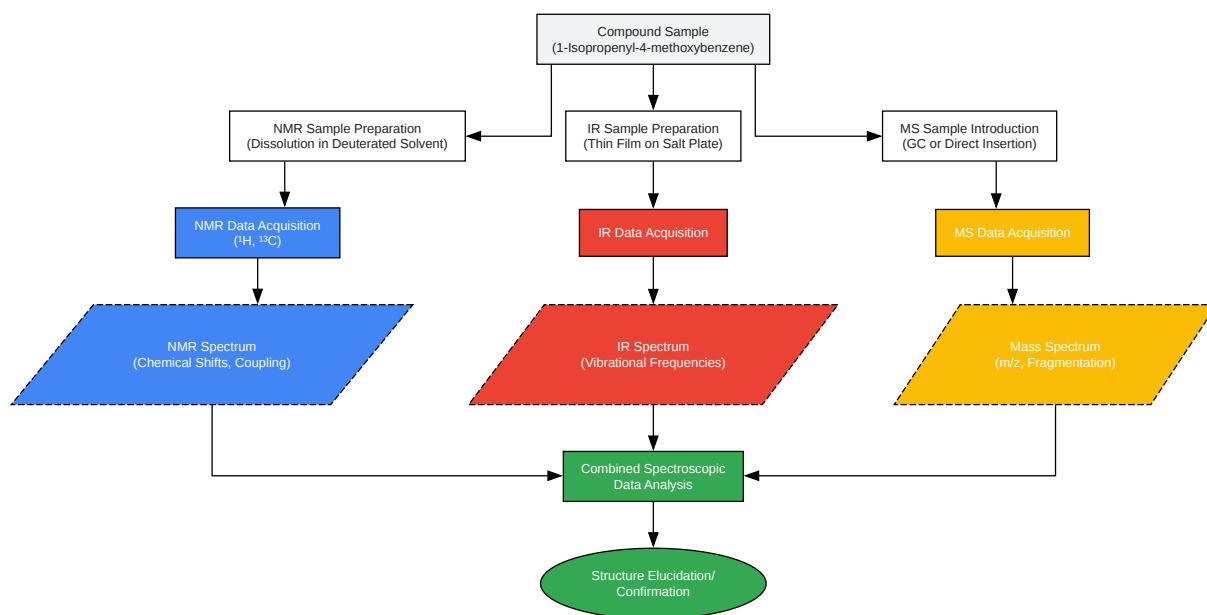 Compound Sample
(1-Isopropenyl-4-methoxybenzene)
NMR Sample Preparation
(Dissolution in Deuterated Solvent)
IR Sample Preparation
(Thin Film on Salt Plate)
MS Sample Introduction
(GC or Direct Insertion)
NMR Data Acquisition
(¹H, ¹³C)
IR Data Acquisition
MS Data Acquisition
NMR Spectrum
(Chemical Shifts, Coupling)
IR Spectrum
(Vibrational Frequencies)
Mass Spectrum
(m/z, Fragmentation)
Combined Spectroscopic
Data Analysis
Structure Elucidation/
Confirmation